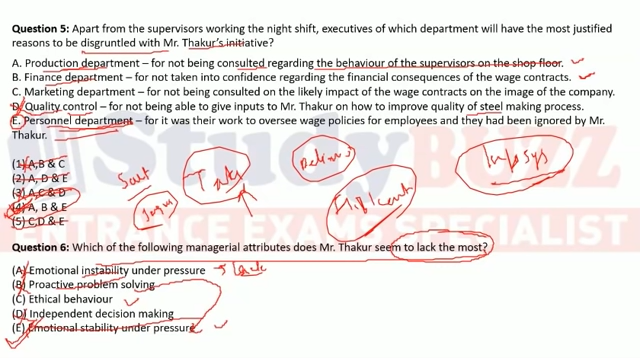 Question 5: Apart from the supervisors working the night shift, executives of which department will have the most justified
reasons to be disgruntled with Mr. Thakur's initiative?
A. Production department – for not being consulted regarding the behaviour of the supervisors on the shop floor.
B. Finance department – for not taken into confidence regarding the financial consequences of the wage contracts.
C. Marketing department - for not being consulted on the likely impact of the wage contracts on the image of the company.
D. Quality control – for not being able to give inputs to Mr. Thakur on how to improve quality of steel making process.
E. Personnel department – for it was their work to oversee wage policies for employees and they had been ignored by Mr.
Thakur.
(1) A,B & C
(2) A, D & E
(3) A, C & D
(4) A, B & E
(5) C D & E
Salt
Tata
Infosys
STUDY BUZZ
ENTRANCE EXAM SPECIALIST
Question 6: Which of the following managerial attributes does Mr. Thakur seem to lack the most?
(A) Emotional instability under pressure → lack
(B) Proactive problem solving
(C) Ethical behaviour
(D) Independent decision making
(E) Emotional stability under pressure